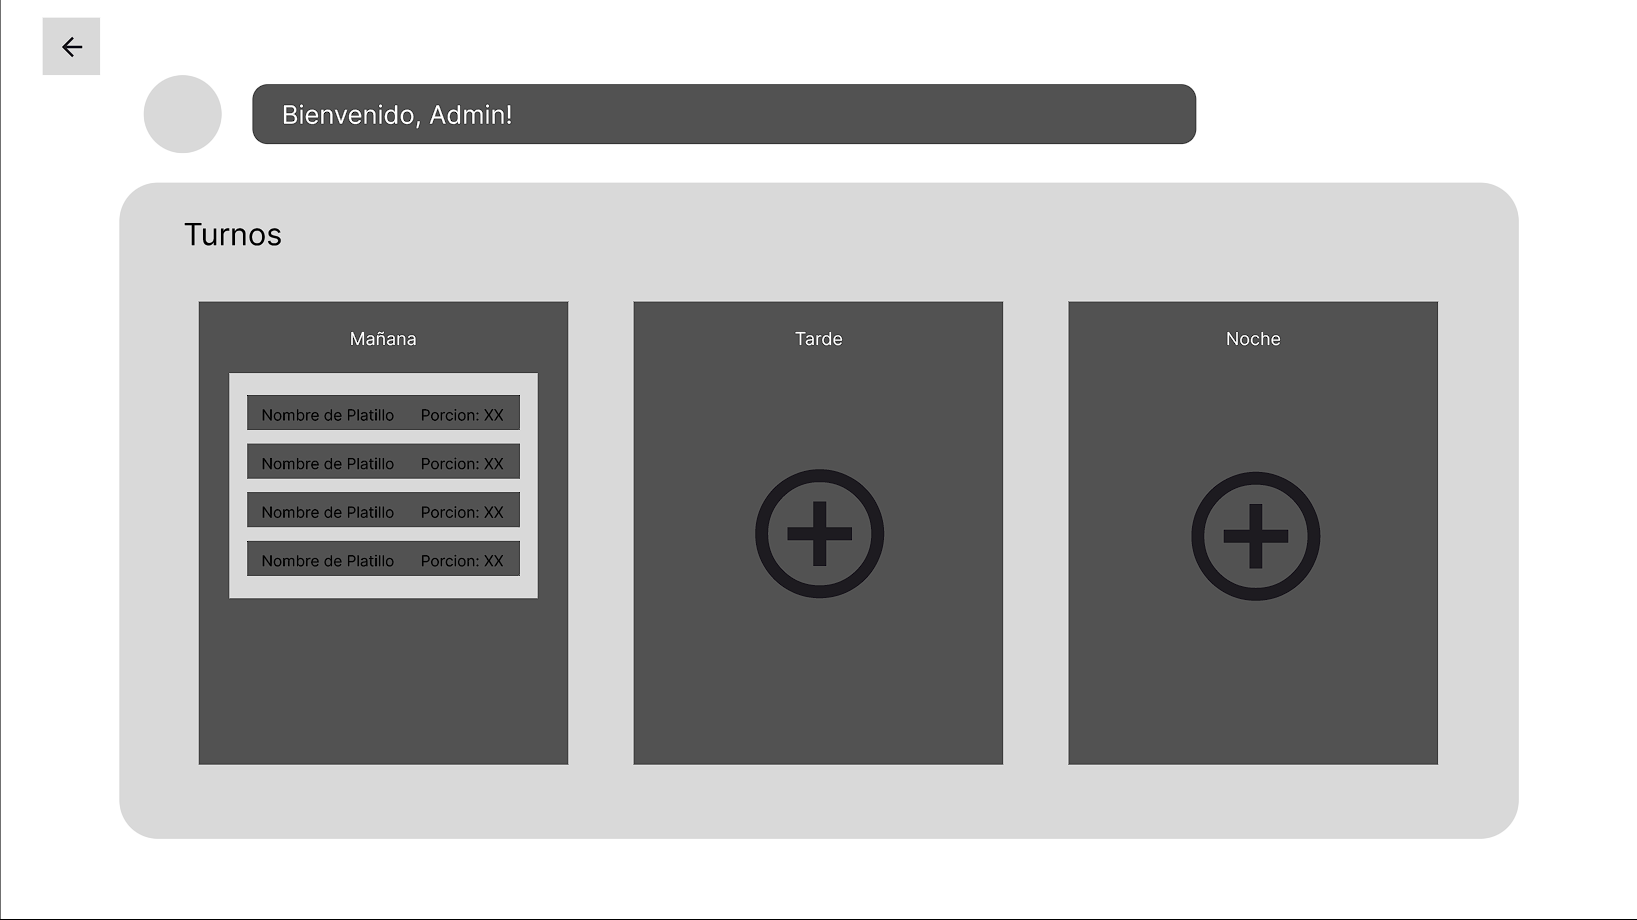 Bienvenido, Admin!
Turnos
Mañana
Nombre de Platillo Porcion: XX
Nombre de Platillo Porcion: XX
Nombre de Platillo Porcion: XX
Nombre de Platillo Porcion: XX
Tarde
Noche